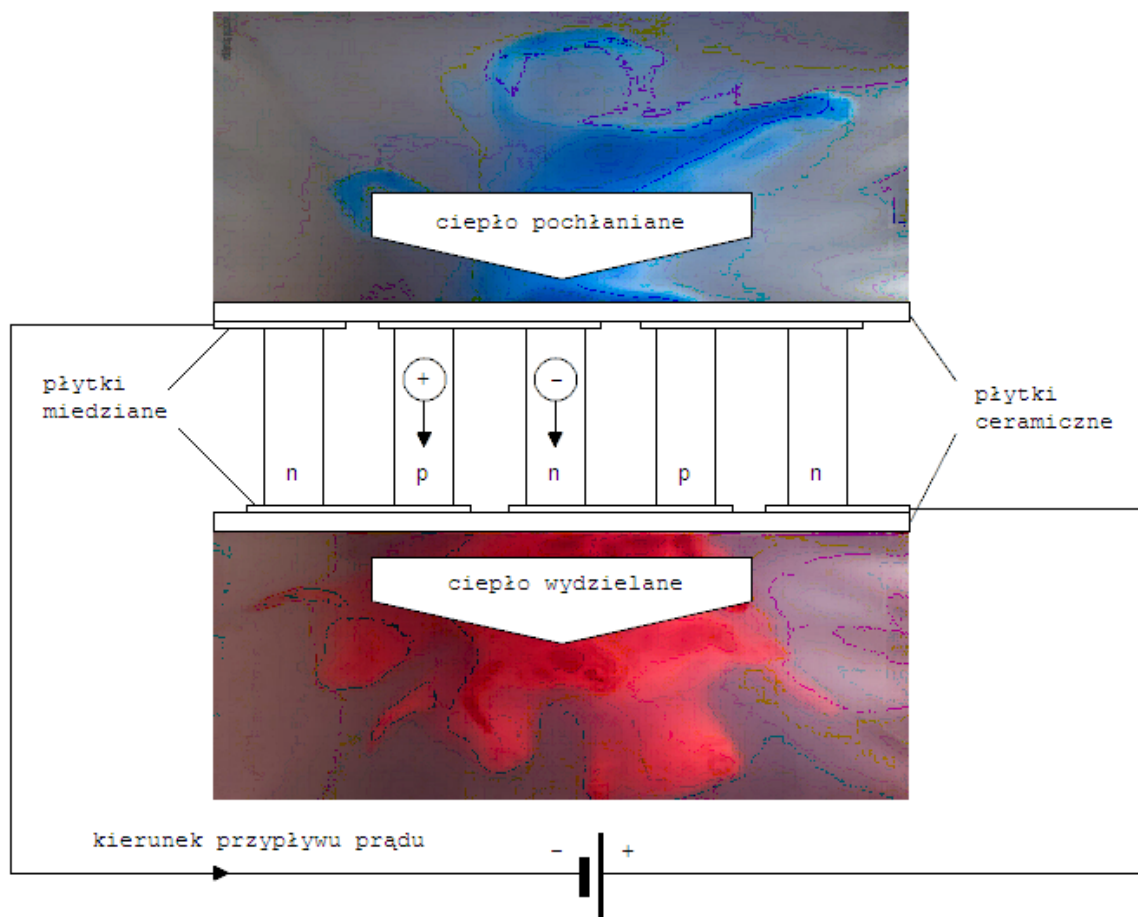 ciepło pochłaniane
płytki
miedziane
+
−
płytki
ceramiczne
n
p
n
p
n
ciepło wydzielane
kierunek przypływu prądu
−
+